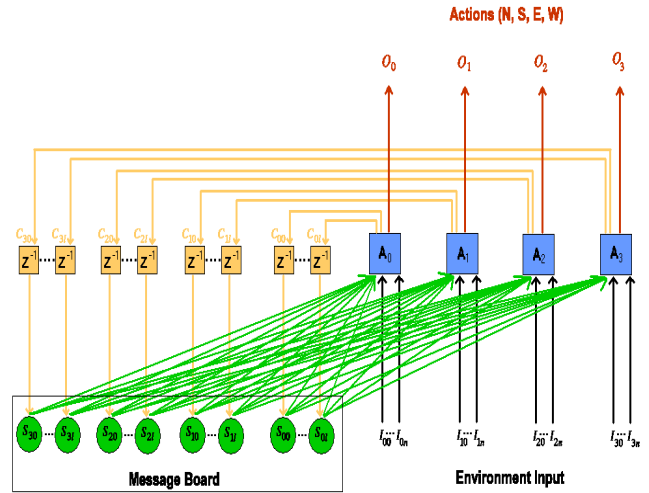 Actions (N, S, E, W)
O0 O1 O2 O3
C30 C3l C20 C2l C10 C1l C00 C0l
z-1 ... z-1 z-1 ... z-1 z-1 ... z-1 z-1 ... z-1 A0 A1 A2 A3
S30 ... S3l S20 ... S2l S10 ... S1l S00 ... S0l I00 ... I0n I10 ... I1n I20 ... I2n I30 ... I3n
Message Board Environment Input